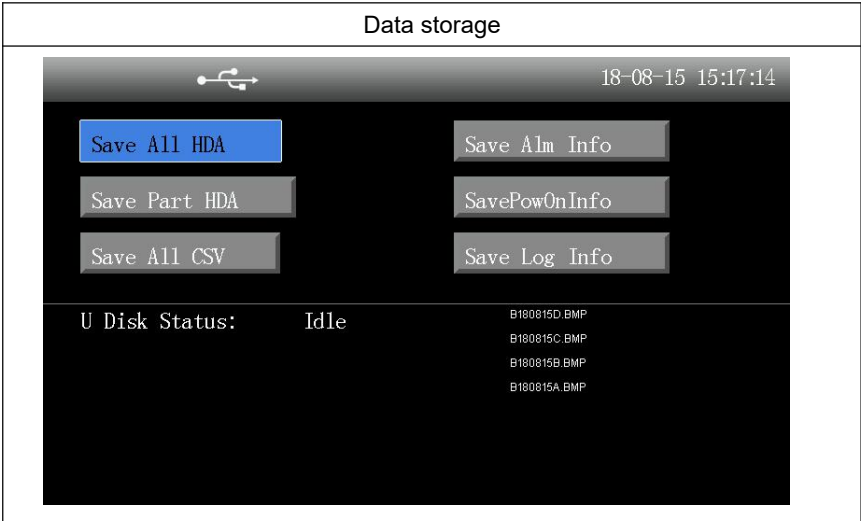 Data storage
18-08-15 15:17:14
Save All HDA
Save Alm Info
Save Part HDA
SavePowOnInfo
Save All CSV
Save Log Info
U Disk Status: Idle
B180815D.BMP
B180815C.BMP
B180815B.BMP
B180815A.BMP